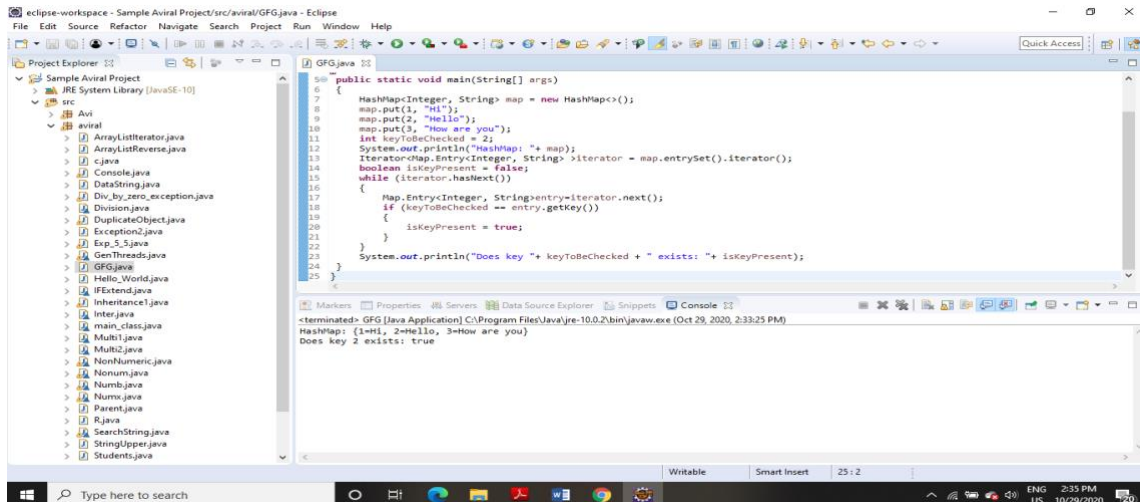 eclipse-workspace - Sample Aviral Project/src/aviral/GFG.java - Eclipse
File Edit Source Refactor Navigate Search Project Run Window Help
Quick Access
Project Explorer
Sample Aviral Project
JRE System Library [JavaSE-10]
src
Avi
aviral
ArrayListIterator.java
ArrayListReverse.java
c.java
Console.java
DataString.java
Div_by_zero_exception.java
Division.java
DuplicateObject.java
Exception2.java
Exp_5_5.java
GenThreads.java
GFG.java
Hello_World.java
IFExtend.java
Inheritance1.java
Inter.java
main_class.java
Multi1.java
Multi2.java
NonNumeric.java
Nonum.java
Numb.java
Numx.java
Parent.java
R.java
SearchString.java
StringUpper.java
Students.java
GFG.java
5 public static void main(String[] args)
6 {
7 HashMap<Integer, String> map = new HashMap<>();
8 map.put(1, "Hi");
9 map.put(2, "Hello");
10 map.put(3, "How are you");
11 int keyToBeChecked = 2;
12 System.out.println("HashMap: "+ map);
13 Iterator<Map.Entry<Integer, String> >iterator = map.entrySet().iterator();
14 boolean isKeyPresent = false;
15 while (iterator.hasNext())
16 {
17 Map.Entry<Integer, String>entry=iterator.next();
18 if (keyToBeChecked == entry.getKey())
19 {
20 isKeyPresent = true;
21 }
22 }
23 System.out.println("Does key "+ keyToBeChecked + " exists: "+ isKeyPresent);
24 }
25 }
Markers Properties Servers Data Source Explorer Snippets Console
<terminated> GFG [Java Application] C:\Program Files\Java\jre-10.0.2\bin\javaw.exe (Oct 29, 2020, 2:33:25 PM)
HashMap: {1=Hi, 2=Hello, 3=How are you}
Does key 2 exists: true
Writable Smart Insert 25 : 2
Type here to search
ENG 2:35 PM
US 10/29/2020
20